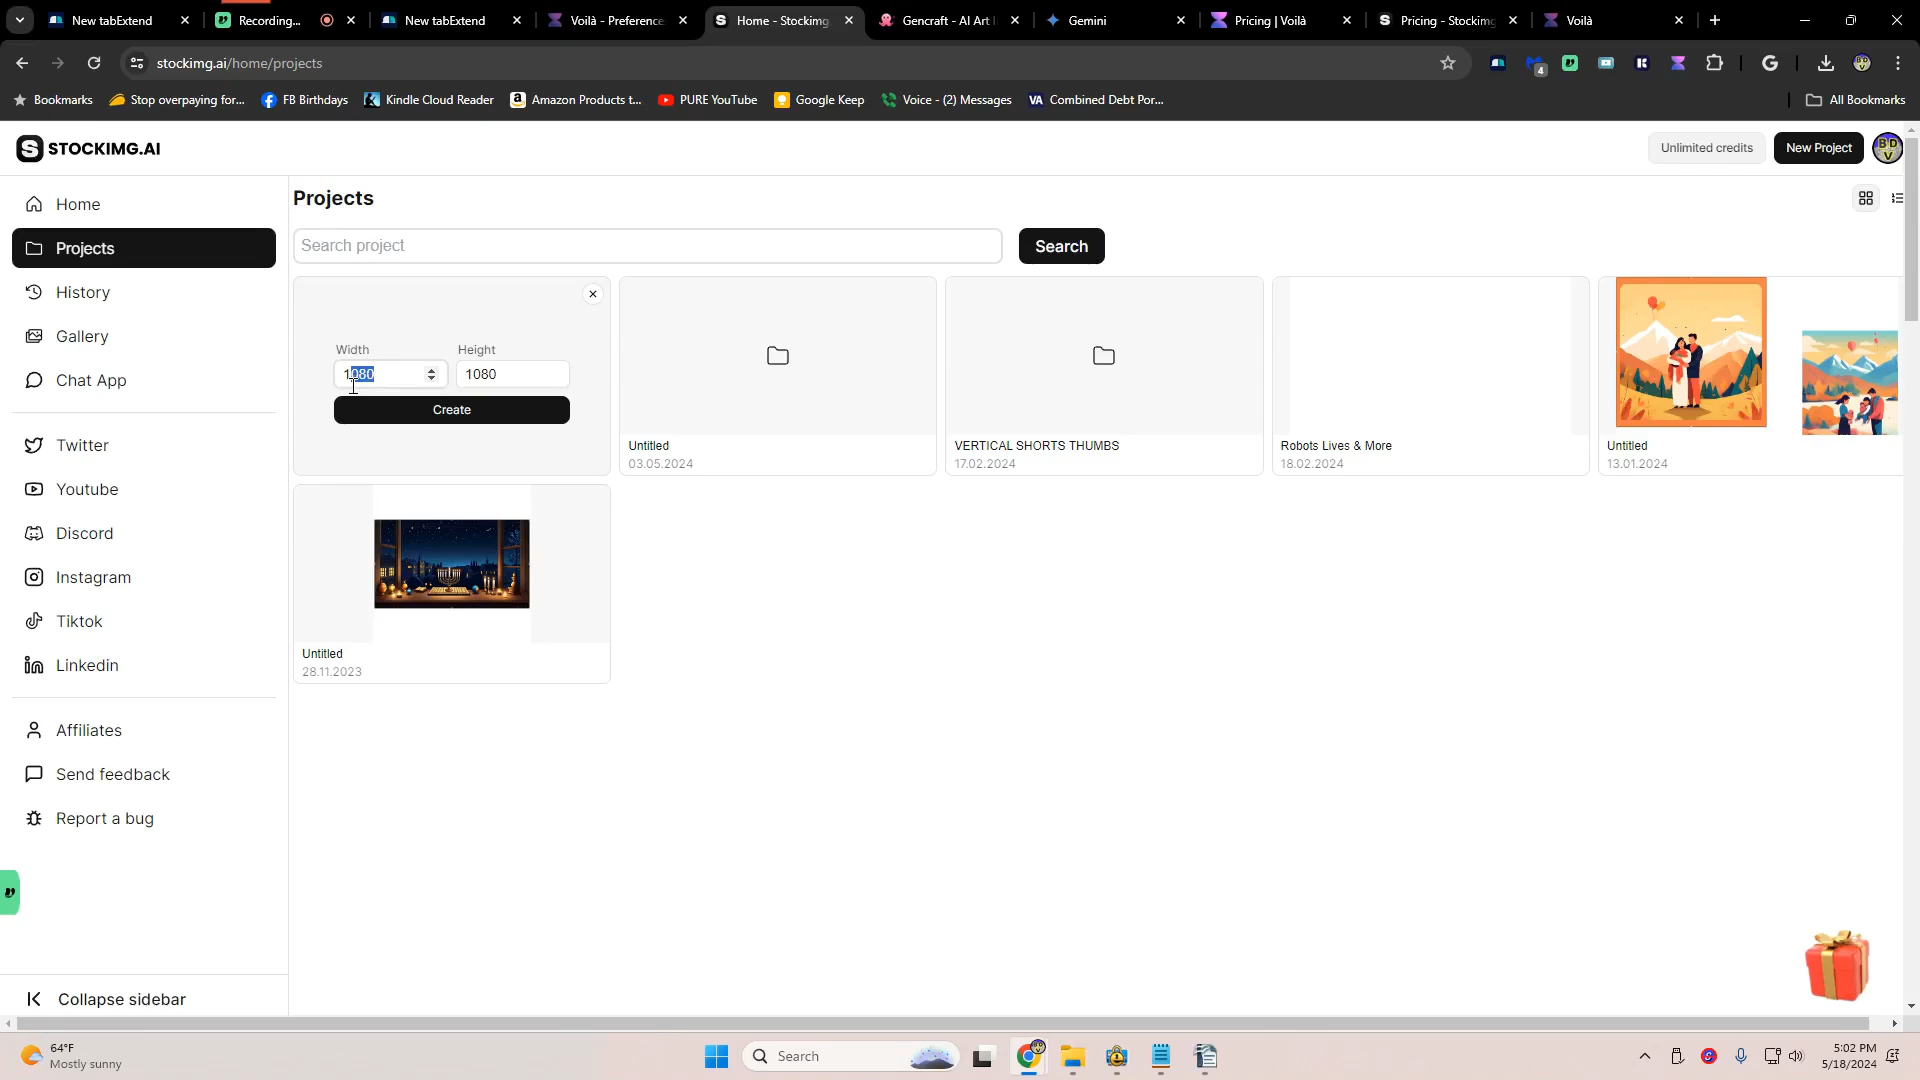 New tabExtend
Recording...
New tabExtend
Voilà - Preference
Home - Stocking
Gencraft - AI Art
Gemini
Pricing | Voilà
Pricing - Stocking
Voilà
stockimg.ai/home/projects
4
Bookmarks
Stop overpaying for...
FB Birthdays
Kindle Cloud Reader
Amazon Products t...
PURE YouTube
Google Keep
Voice - (2) Messages
VA Combined Debt Por...
All Bookmarks
STOCKIMG.AI
Unlimited credits
New Project
BD
V
Home
Projects
History
Gallery
Chat App
Twitter
Youtube
Discord
Instagram
Tiktok
Linkedin
Affiliates
Send feedback
Report a bug
Collapse sidebar
Projects
Search project
Search
Width
Height
1080
1080
Create
Untitled
03.05.2024
VERTICAL SHORTS THUMBS
17.02.2024
Robots Lives & More
18.02.2024
Untitled
13.01.2024
Untitled
28.11.2023
64°F
Mostly sunny
Search
5:02 PM
5/18/2024